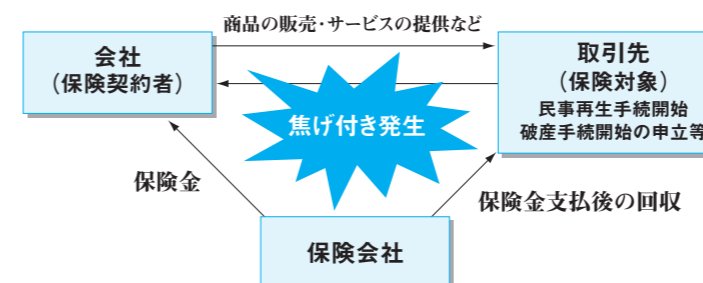 商品の販売・サービスの提供など
会社
（保険契約者）
取引先
（保険対象）
民事再生手続開始
破産手続開始の申立等
焦げ付き発生
保険金
保険金支払後の回収
保険会社